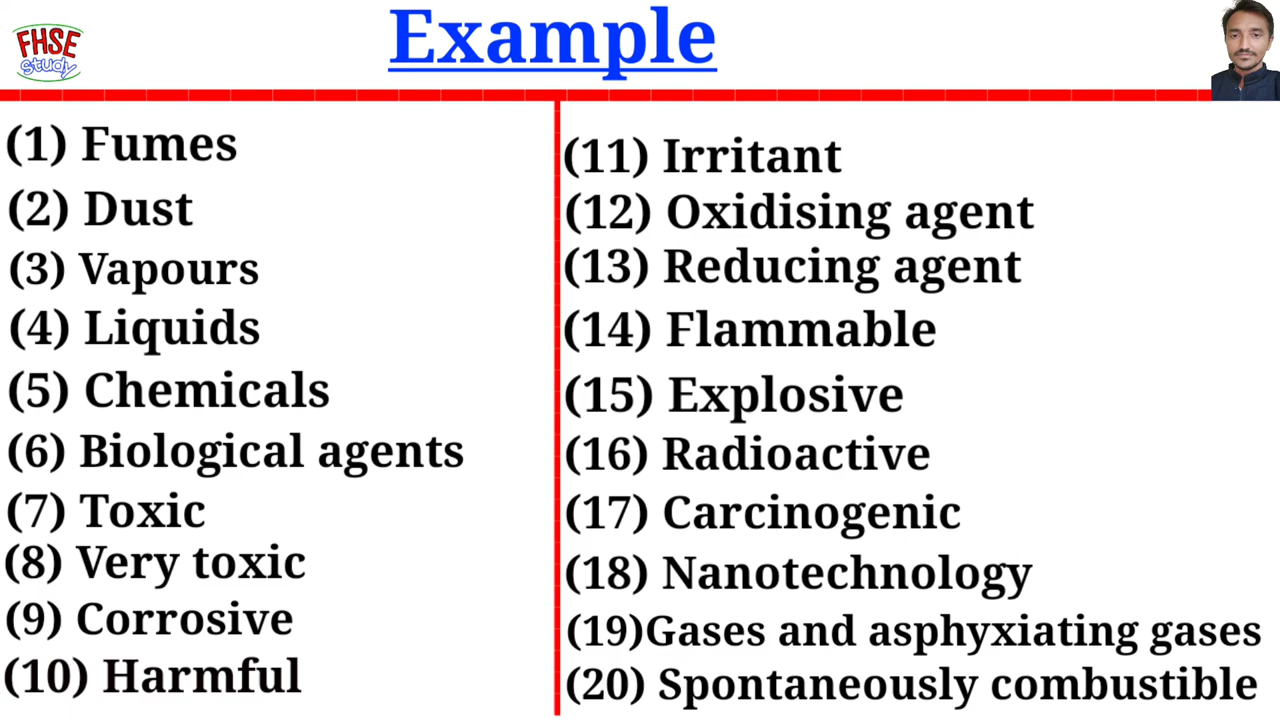 FHSE
Study
Example
(1) Fumes
(2) Dust
(3) Vapours
(4) Liquids
(5) Chemicals
(6) Biological agents
(7) Toxic
(8) Very toxic
(9) Corrosive
(10) Harmful
(11) Irritant
(12) Oxidising agent
(13) Reducing agent
(14) Flammable
(15) Explosive
(16) Radioactive
(17) Carcinogenic
(18) Nanotechnology
(19)Gases and asphyxiating gases
(20) Spontaneously combustible